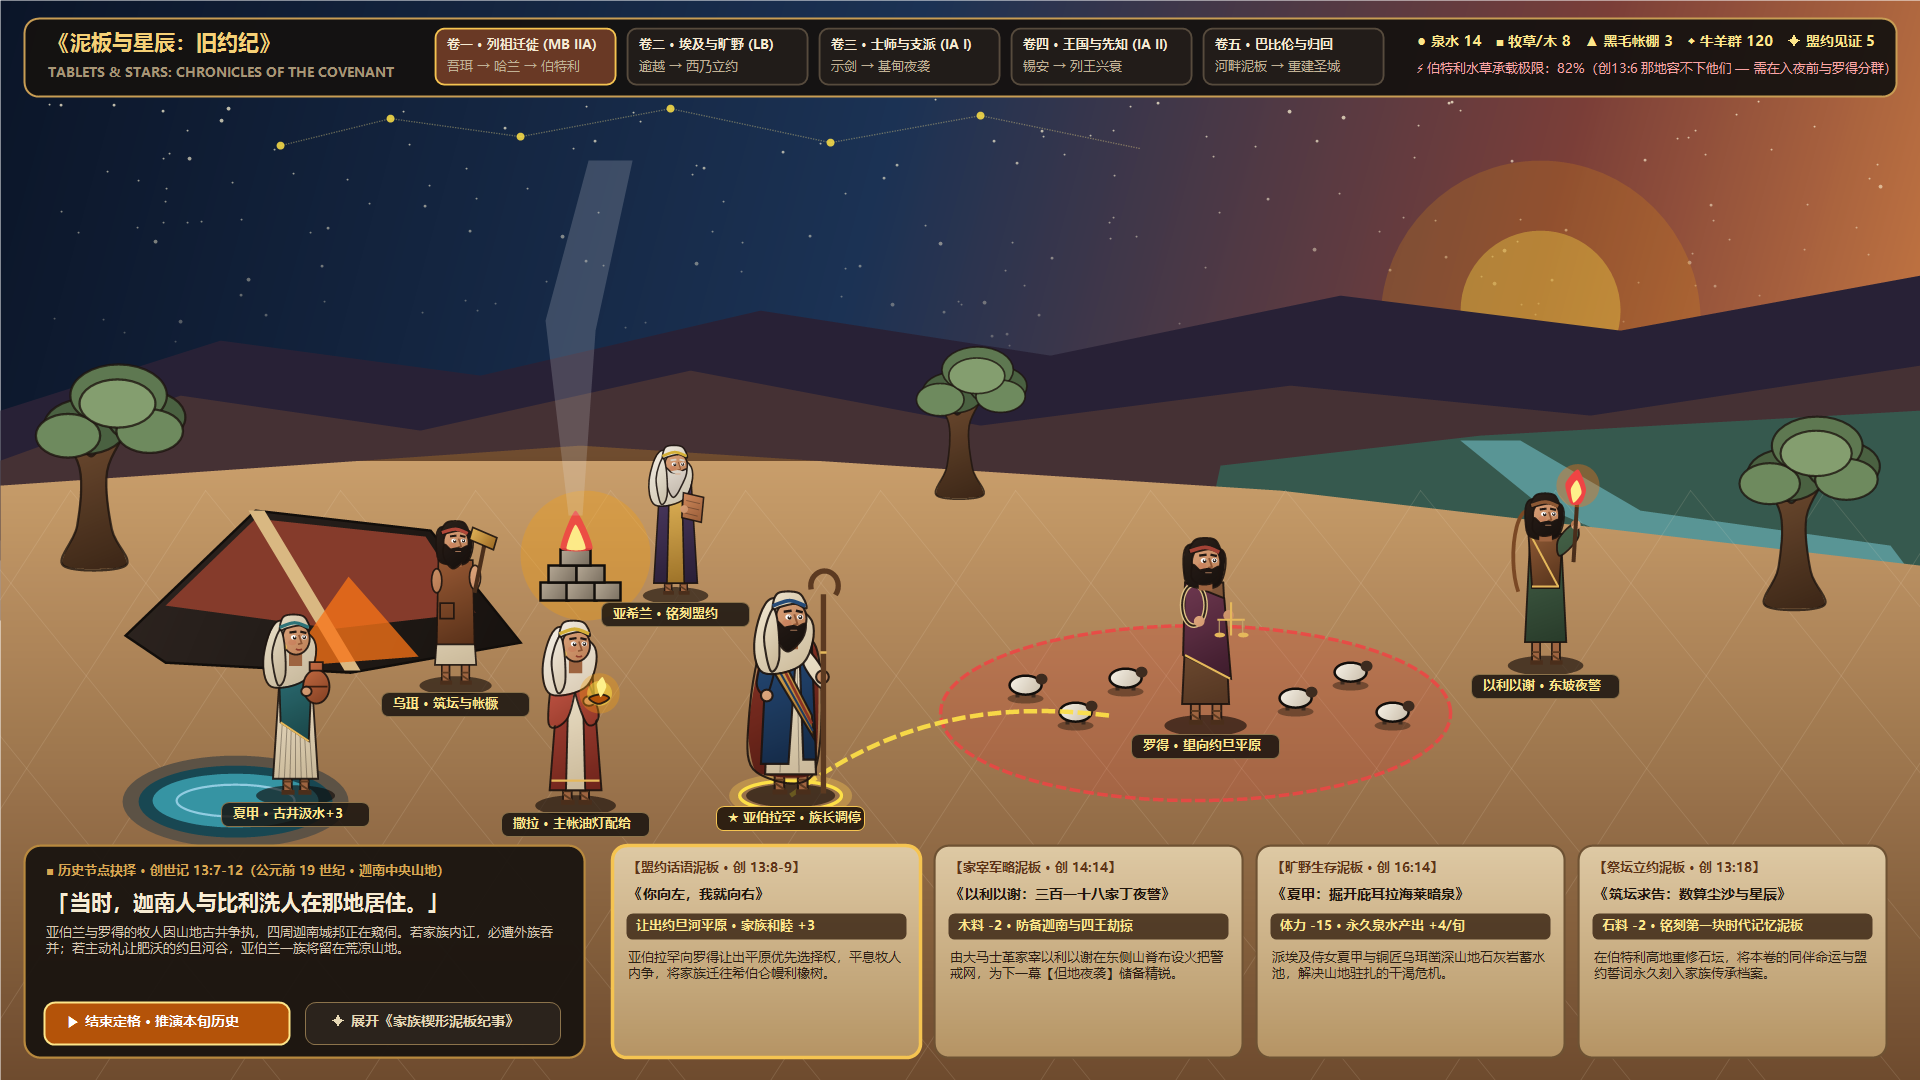 《泥板与星辰：旧约纪》
TABLETS & STARS: CHRONICLES OF THE COVENANT
卷一 • 列祖迁徙 (MB IIA)
吾珥 → 哈兰 → 伯特利
卷二 • 埃及与旷野 (LB)
逾越 → 西乃立约
卷三 • 士师与支派 (IA I)
示剑 → 基甸夜袭
卷四 • 王国与先知 (IA II)
锡安 → 列王兴衰
卷五 • 巴比伦与归回
河畔泥板 → 重建圣城
● 泉水 14 ■ 牧草/木 8 ▲ 黑毛帐棚 3 ◆ 牛羊群 120 ✦ 盟约见证 5
⚡伯特利水草承载极限：82%（创13:6 那地容不下他们 — 需在入夜前与罗得分群）
亚希兰 • 铭刻盟约
乌珥 • 筑坛与帐橛
以利以谢 • 东坡夜警
罗得 • 望向约旦平原
夏甲 • 古井汲水+3
撒拉 • 主帐油灯配给
★ 亚伯拉罕 • 族长调停
■ 历史节点抉择 • 创世记 13:7-12（公元前 19 世纪 • 迦南中央山地）
「当时，迦南人与比利洗人在那地居住。」
亚伯兰与罗得的牧人因山地古井争执，四周迦南城邦正在窥伺。若家族内讧，必遭外族吞
并；若主动礼让肥沃的约旦河谷，亚伯兰一族将留在荒凉山地。
▶ 结束定格 • 推演本旬历史
✦ 展开《家族楔形泥板纪事》
【盟约话语泥板 • 创 13:8-9】
《你向左，我就向右》
让出约旦河平原 • 家族和睦 +3
亚伯拉罕向罗得让出平原优先选择权，平息牧人
内争，将家族迁往希伯仑幔利橡树。
【家宰军略泥板 • 创 14:14】
《以利以谢：三百一十八家丁夜警》
木料 -2 • 防备迦南与四王劫掠
由大马士革家宰以利以谢在东侧山脊布设火把警
戒网，为下一幕【但地夜袭】储备精锐。
【旷野生存泥板 • 创 16:14】
《夏甲：掘开庇耳拉海莱暗泉》
体力 -15 • 永久泉水产出 +4/旬
派埃及侍女夏甲与铜匠乌珥凿深山地石灰岩蓄水
池，解决山地驻扎的干渴危机。
【祭坛立约泥板 • 创 13:18】
《筑坛求告：数算尘沙与星辰》
石料 -2 • 铭刻第一块时代记忆泥板
在伯特利高地重修石坛，将本卷的同伴命运与盟
约誓词永久刻入家族传承档案。